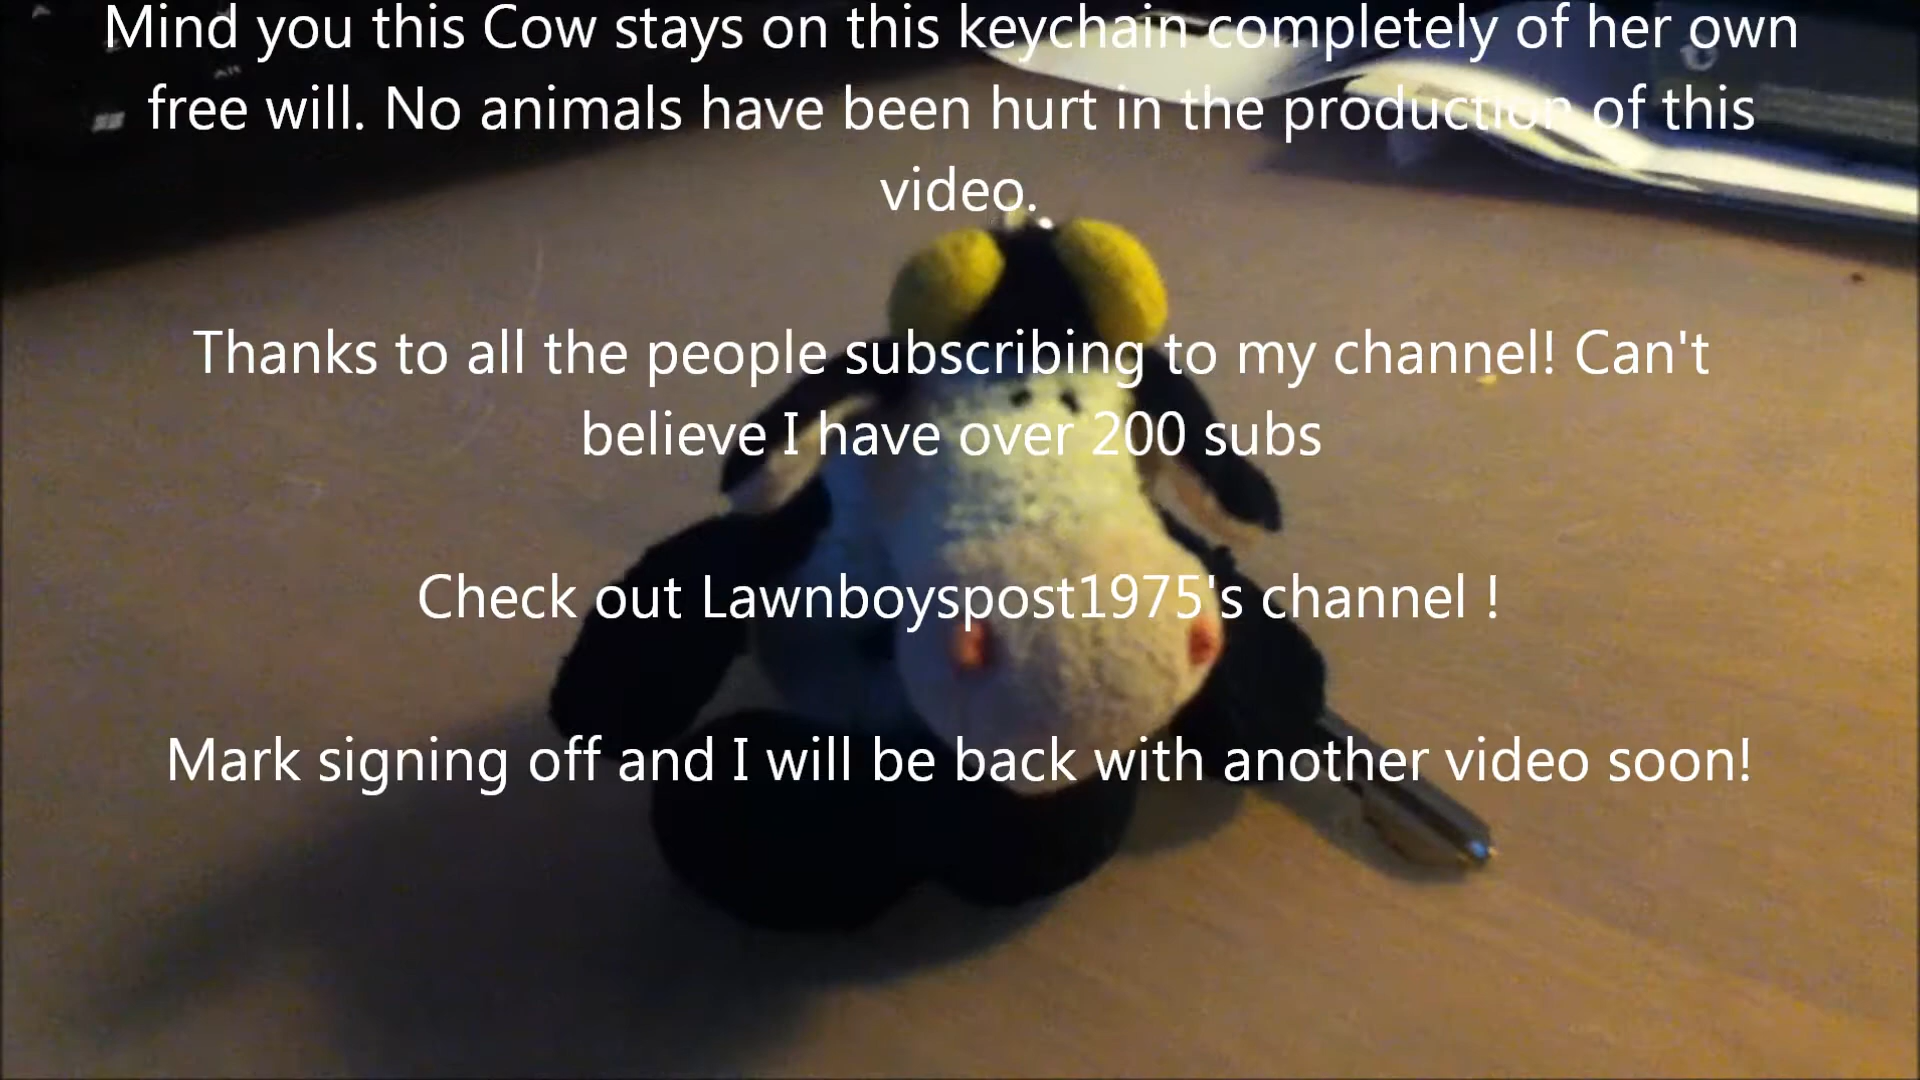 Mind you this Cow stays on this keychain completely of her own
free will. No animals have been hurt in the production of this
video.
Thanks to all the people subscribing to my channel! Can't
believe I have over 200 subs
Check out Lawnboyspost1975's channel !
Mark signing off and I will be back with another video soon!